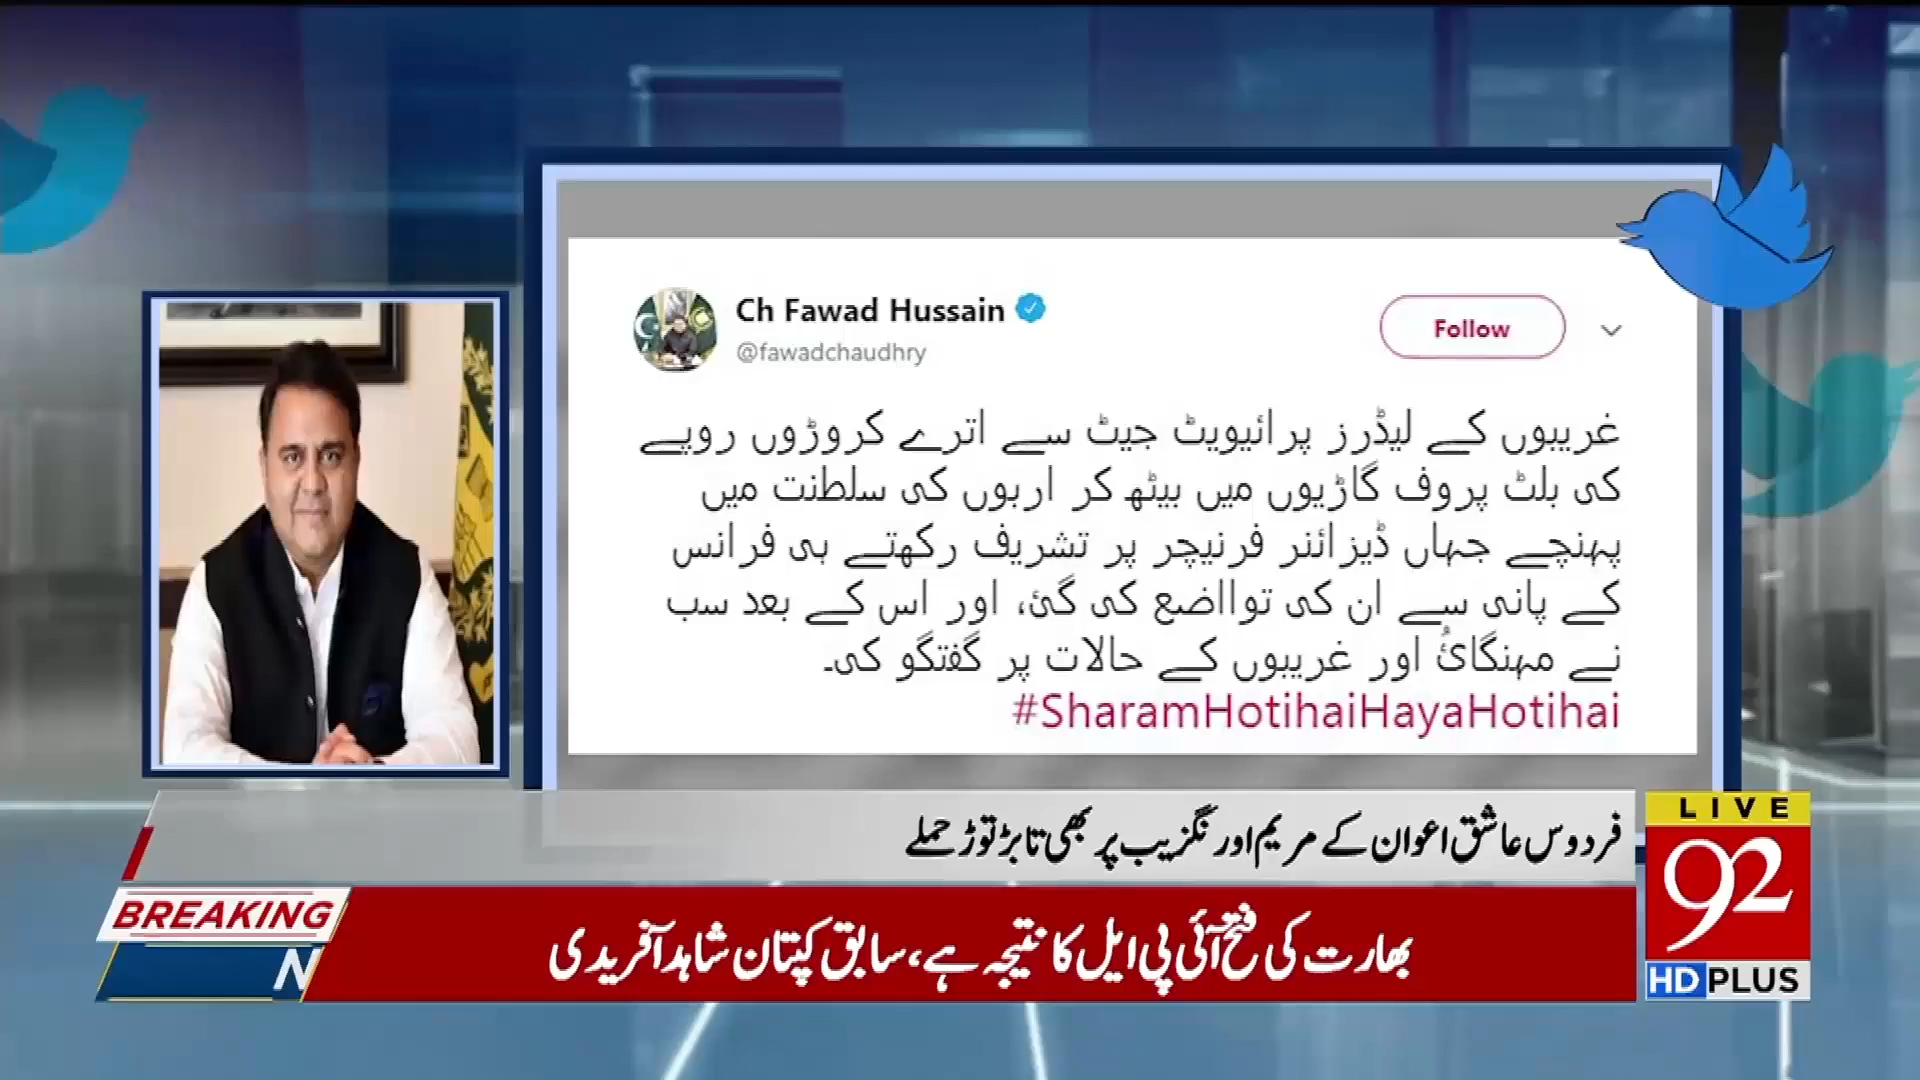 Ch Fawad Hussain
@fawadchaudhry
Follow
غریبوں کے لیڈرز پرائیویٹ جیٹ سے اترے کروڑوں روپے
کی بلٹ پروف گاڑیوں میں بیٹھ کر اربوں کی سلطنت میں
پہنچے جہاں ڈیزائنر فرنیچر پر تشریف رکھتے ہی فرانس
کے پانی سے ان کی توااضع کی گئ، اور اس کے بعد سب
نے مہنگائُ اور غریبوں کے حالات پر گفتگو کی۔
#SharamHotihaiHayaHotihai
فردوس عاشق اعوان کے مریم اورنگزیب پر بھی تابڑ توڑ حملے
LIVE
92
HD PLUS
BREAKING
N
بھارت کی فتح آئی پی ایل کا نتیجہ ہے، سابق کپتان شاہد آفریدی